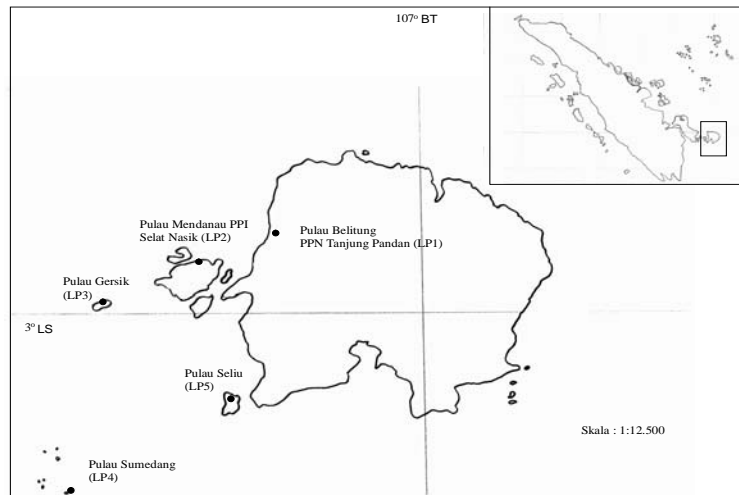 107° BT
Pulau Mendanau PPI
Selat Nasik (LP2)
Pulau Belitung
PPN Tanjung Pandan (LP1)
Pulau Gersik
(LP3)
3° LS
Pulau Seliu
(LP5)
Skala : 1:12.500
Pulau Sumedang
(LP4)